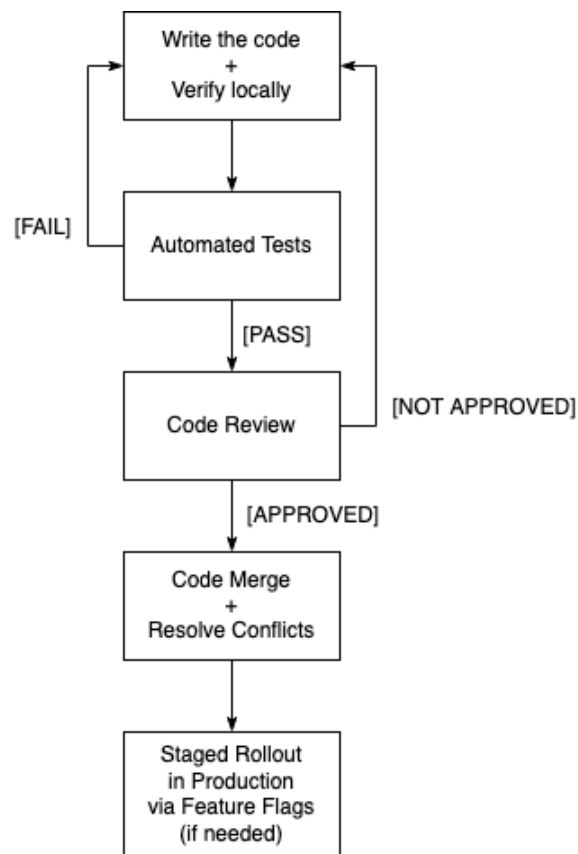 Write the code
+
Verify locally
[FAIL]
Automated Tests
[PASS]
Code Review
[NOT APPROVED]
[APPROVED]
Code Merge
+
Resolve Conflicts
Staged Rollout
in Production
via Feature Flags
(if needed)